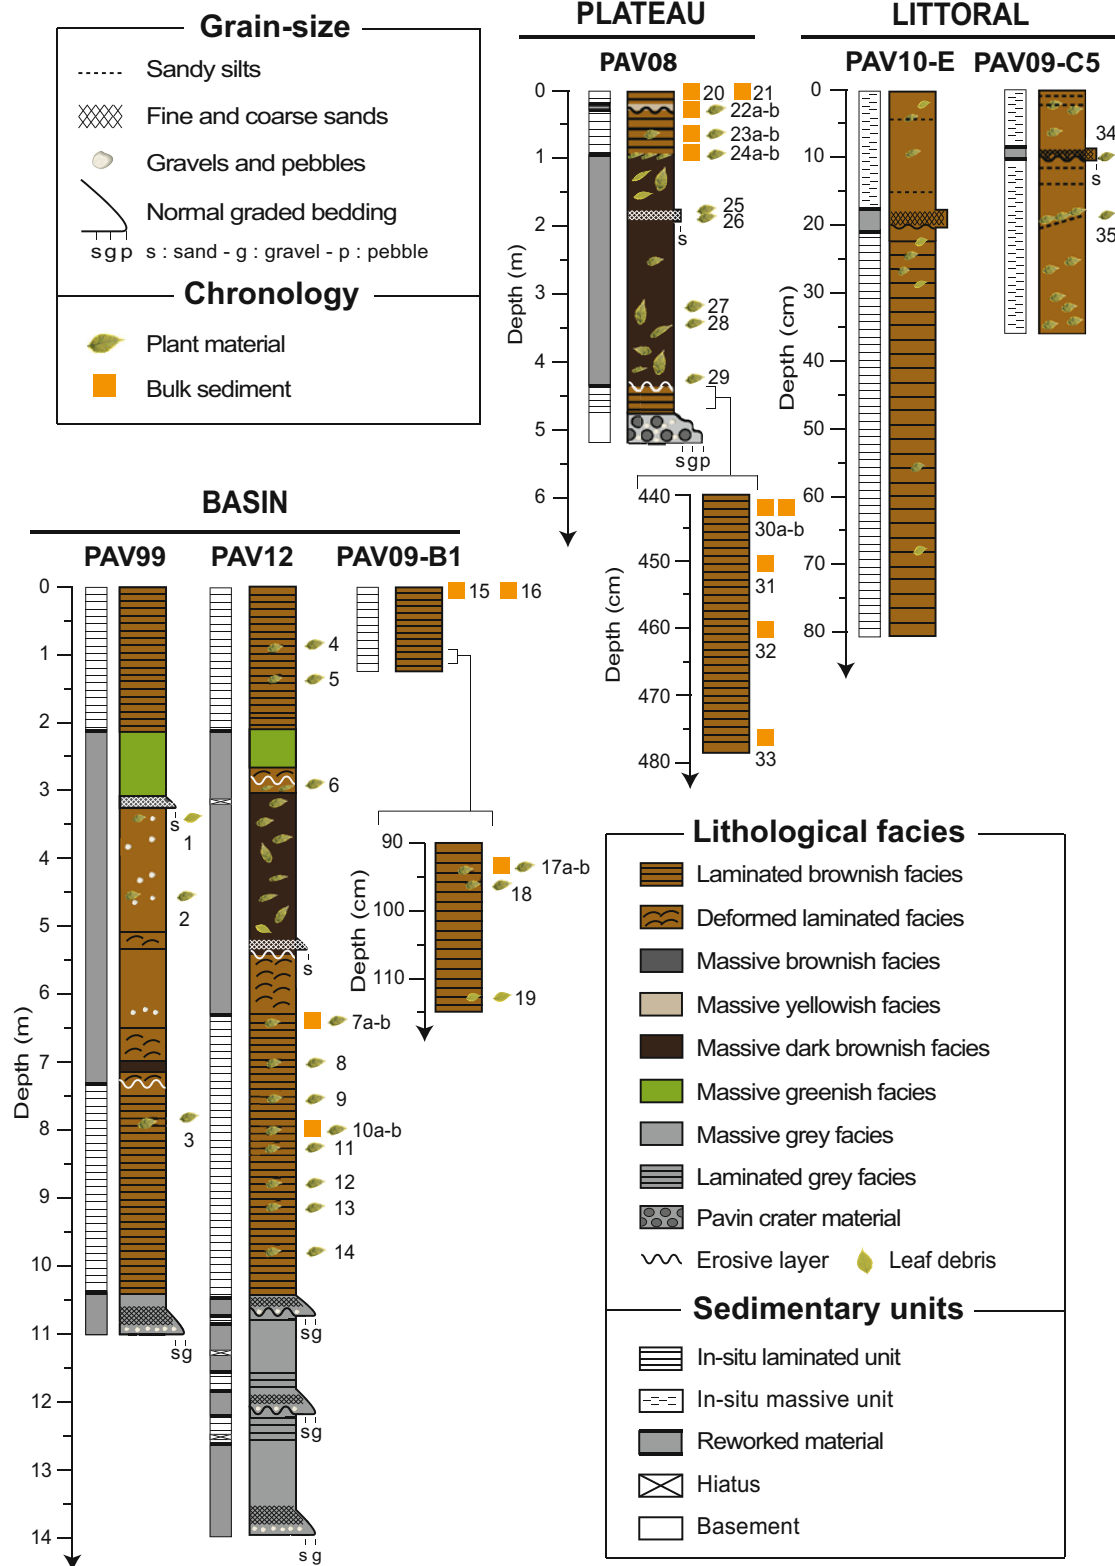 Grain-size
Sandy silts
Fine and coarse sands
Gravels and pebbles
Normal graded bedding
s g p
s : sand - g : gravel - p : pebble
Chronology
Plant material
Bulk sediment
PLATEAU
PAV08
0
1
2
3
4
5
6
Depth (m)
20
21
22a-b
23a-b
24a-b
25
26
s
27
28
29
s g p
440
450
460
470
480
Depth (cm)
30a-b
31
32
33
LITTORAL
PAV10-E
PAV09-C5
0
10
20
30
40
50
60
70
80
Depth (cm)
34
s
35
BASIN
PAV99
PAV12
PAV09-B1
0
1
2
3
4
5
6
7
8
9
10
11
12
13
14
Depth (m)
s
1
2
3
s g
4
5
6
s
7a-b
8
9
10a-b
11
12
13
14
s g
s g
s g
15
16
90
100
110
Depth (cm)
17a-b
18
19
Lithological facies
Laminated brownish facies
Deformed laminated facies
Massive brownish facies
Massive yellowish facies
Massive dark brownish facies
Massive greenish facies
Massive grey facies
Laminated grey facies
Pavin crater material
Erosive layer
Leaf debris
Sedimentary units
In-situ laminated unit
In-situ massive unit
Reworked material
Hiatus
Basement